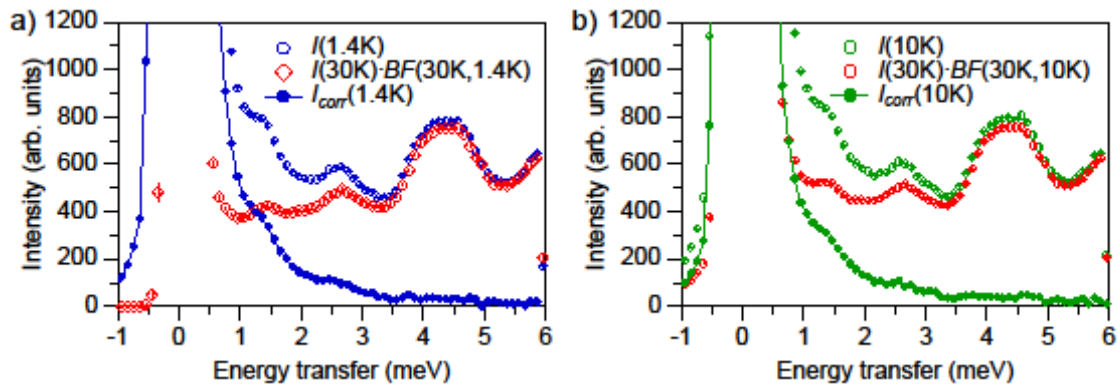 a)
1200
1000
800
600
400
200
0
Intensity (arb. units)
I(1.4K)
I(30K)·BF(30K,1.4K)
Icorr(1.4K)
-1 0 1 2 3 4 5 6
Energy transfer (meV)
b)
1200
1000
800
600
400
200
0
Intensity (arb. units)
I(10K)
I(30K)·BF(30K,10K)
Icorr(10K)
-1 0 1 2 3 4 5 6
Energy transfer (meV)